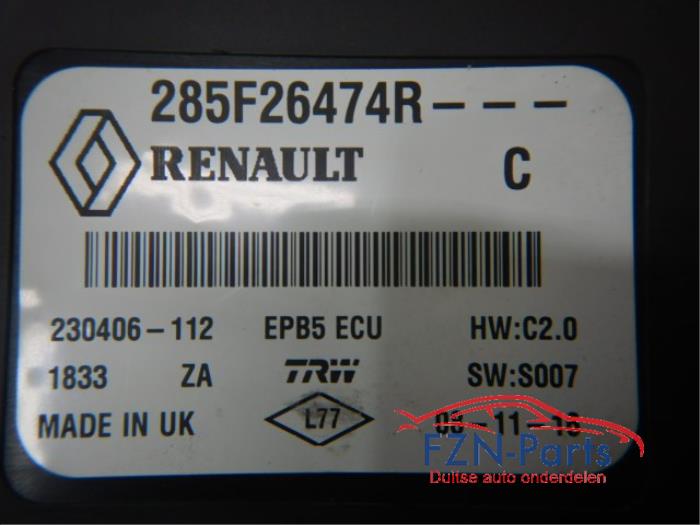 285F26474R---
RENAULT C
230406-112 EPB5 ECU HW:C2.0
1833 ZA TRW SW:S007
MADE IN UK L77 -11-
FZN-Parts
Duitse auto onderdelen